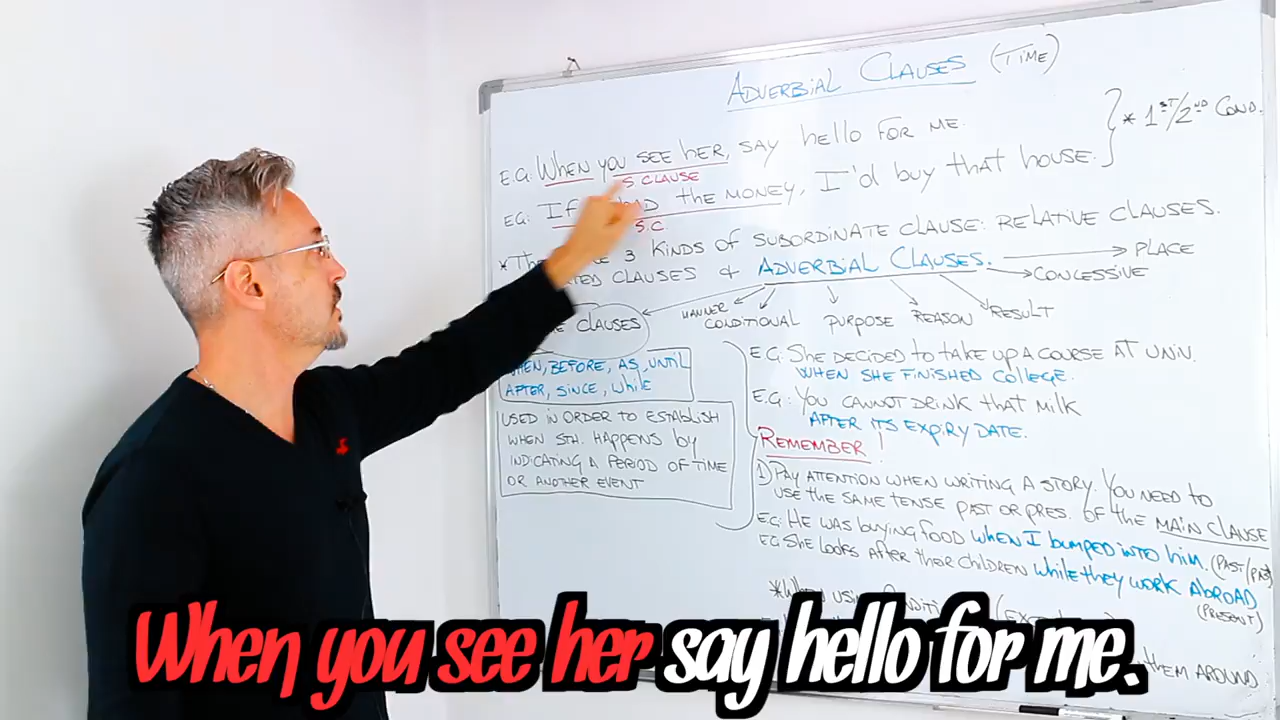 ADVERBIAL CLAUSES (TIME)
E.G. WHEN YOU SEE HER, SAY hello FOR ME.
S CLAUSE
EG: IF HAD the MONEY, I'd buy that house.
S.C.
* 1ST/2ND COND.
* 3 KINDS OF SUBORDINATE CLAUSE: RELATIVE CLAUSES.
CLAUSES & ADVERBIAL CLAUSES.
PLACE
CONCESSIVE
CLAUSES
MANNER
CONDITIONAL PURPOSE REASON RESULT
BEFORE, AS, UNTIL
AFTER, SINCE, while
USED IN ORDER TO ESTABLISH
WHEN STH. HAPPENS by
INDICATING A PERIOD OF TIME
OR ANOTHER EVENT
E.G: She DECIDED to TAKE UP A COURSE AT UNIV.
WHEN SHE FINISHED COLLEGE.
E.G.: YOU CANNOT DRINK that MILK
AFTER ITS EXPIRY DATE.
REMEMBER!
1) PAY ATTENTION WHEN WRITING A STORY. YOU NEED to
USE the SAME TENSE PAST OR PRES. OF the MAIN CLAUSE
E.G: HE WAS BUYING FOOD WHEN I bUMPED INTO him. (PAST/PAST)
EG: She LOOKS AFTER their ChILDREN While they WORK AbROAD
(PRESENT)
THEM AROUND
When you see her say hello for me.